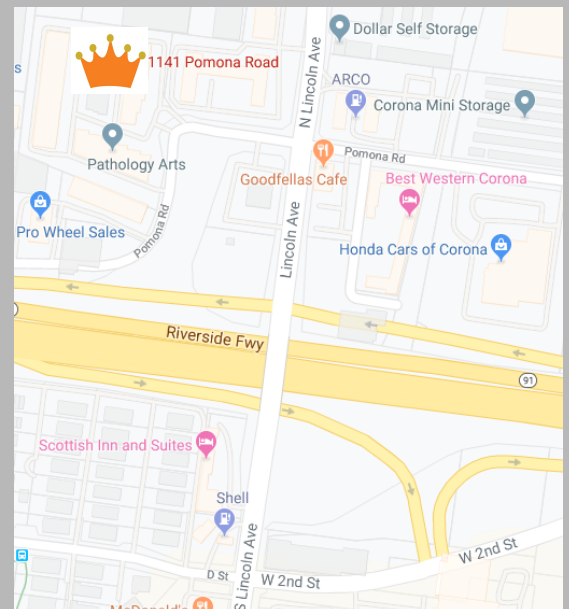 Dollar Self Storage
s
1141 Pomona Road
N Lincoln Ave
ARCO
Corona Mini Storage
Pathology Arts
Pomona Rd
Goodfellas Cafe
Best Western Corona
Pro Wheel Sales
Pomona Rd
Lincoln Ave
Honda Cars of Corona
Riverside Fwy
91
Scottish Inn and Suites
Shell
S Lincoln Ave
W 2nd St
D St
W 2nd St
McDonald's